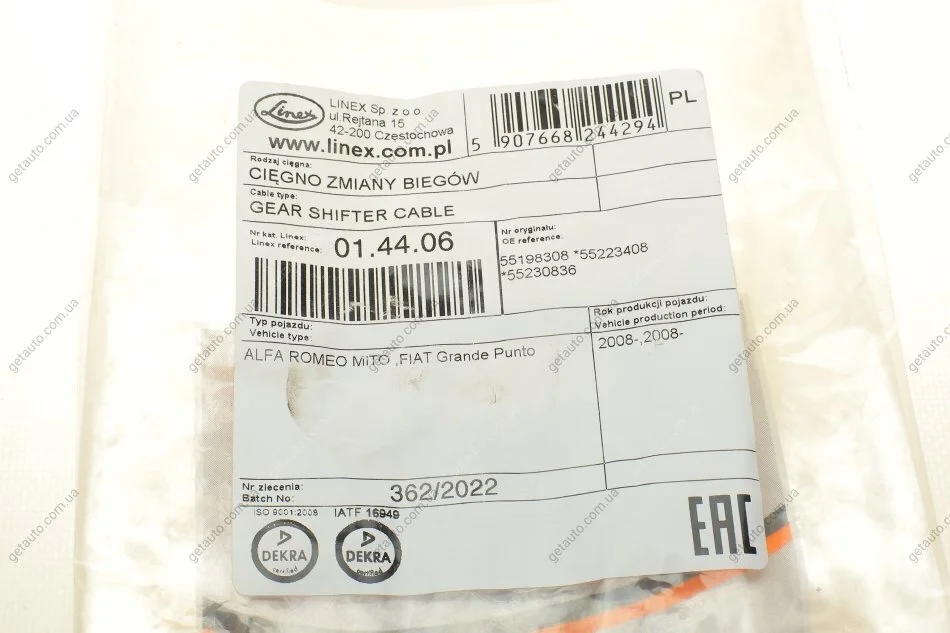 Linex
LINEX Sp. z o o
ul.Rejtana 15
42-200 Częstochowa
www.linex.com.pl
5 907668 244294
PL
Rodzaj cięgna:
CIĘGNO ZMIANY BIEGÓW
Cable type:
GEAR SHIFTER CABLE
Nr kat. Linex:
Linex reference:
01.44.06
Nr oryginału:
OE reference:
55198308 *55223408
*55230836
Typ pojazdu:
Vehicle type:
ALFA ROMEO MiTO ,FIAT Grande Punto
Rok produkcji pojazdu:
Vehicle production period:
2008-,2008-
Nr zlecenia:
Batch No:
362/2022
ISO 9001:2008
IATF 16949
DEKRA
certified
DEKRA
certified
EAC
getauto.com.ua